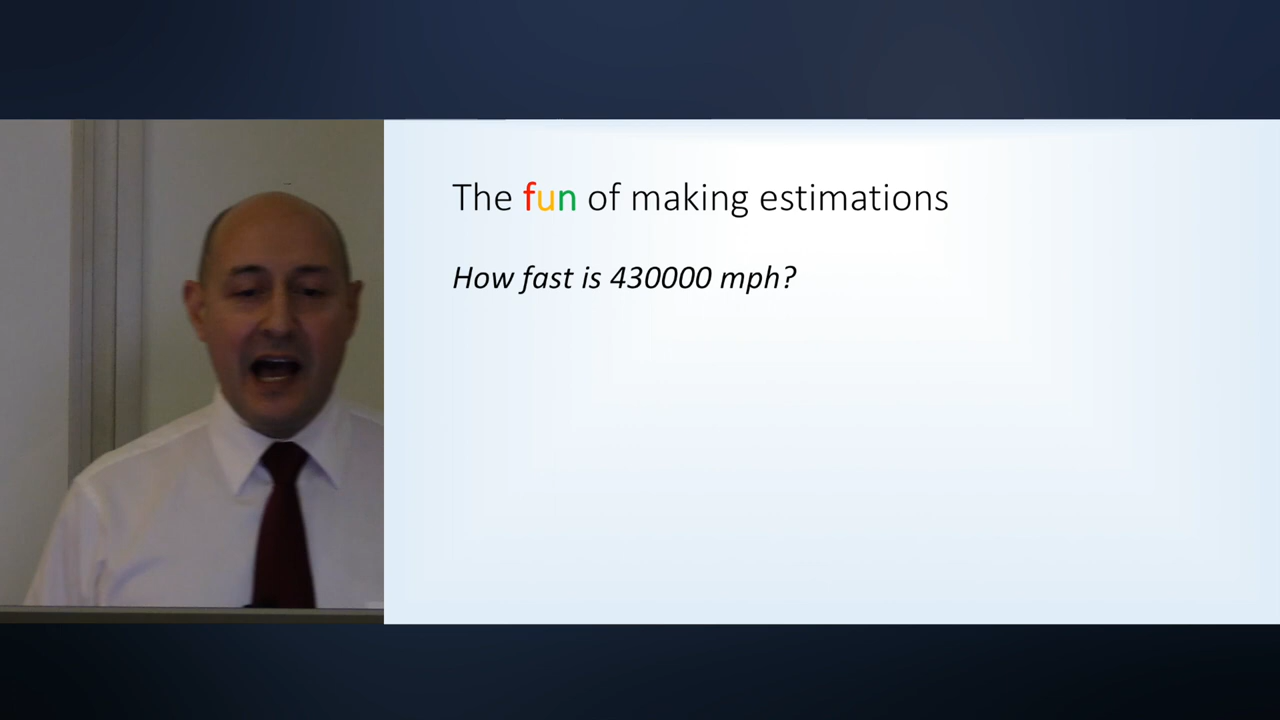 The fun of making estimations
How fast is 430000 mph?